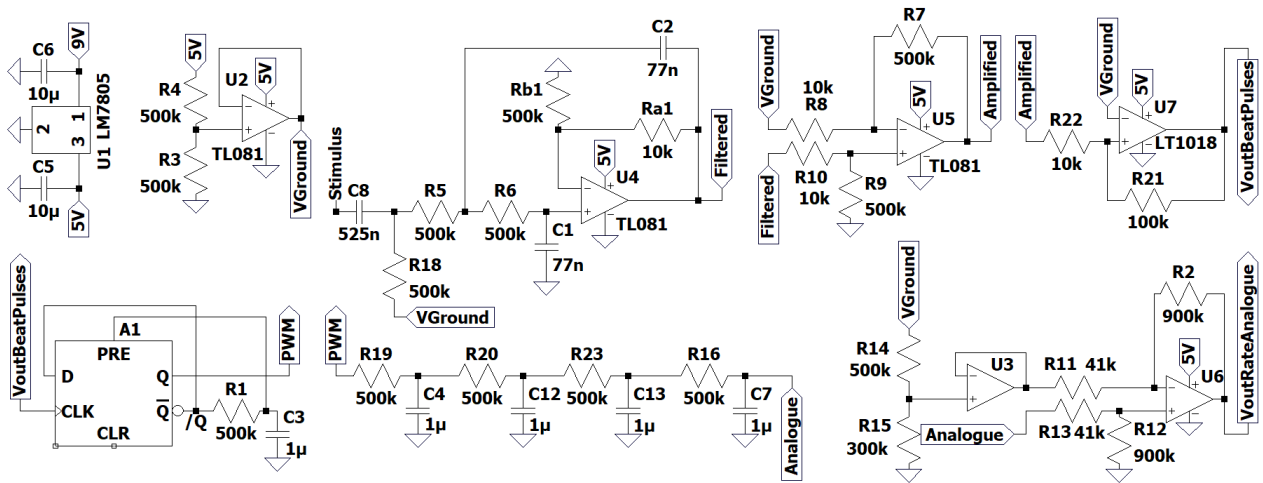 C6
10µ
9V
1
2
3
U1 LM7805
C5
10µ
5V
5V
R4
500k
R3
500k
U2
5V
TL081
VGround
Stimulus
C8
525n
R18
500k
VGround
R5
500k
R6
500k
C1
77n
C2
77n
Rb1
500k
Ra1
10k
5V
U4
TL081
Filtered
VGround
10k
R8
Filtered
R10
10k
R9
500k
R7
500k
5V
U5
TL081
Amplified
Amplified
R22
10k
VGround
5V
U7
LT1018
R21
100k
VoutBeatPulses
VoutBeatPulses
A1
PRE
D
Q
CLK
Q
CLR
/Q
R1
500k
C3
1µ
PWM
PWM
R19
500k
C4
1µ
R20
500k
C12
1µ
R23
500k
C13
1µ
R16
500k
C7
1µ
Analogue
VGround
R14
500k
R15
300k
U3
R11 41k
Analogue
R13 41k
R12
900k
R2
900k
5V
U6
VoutRateAnalogue